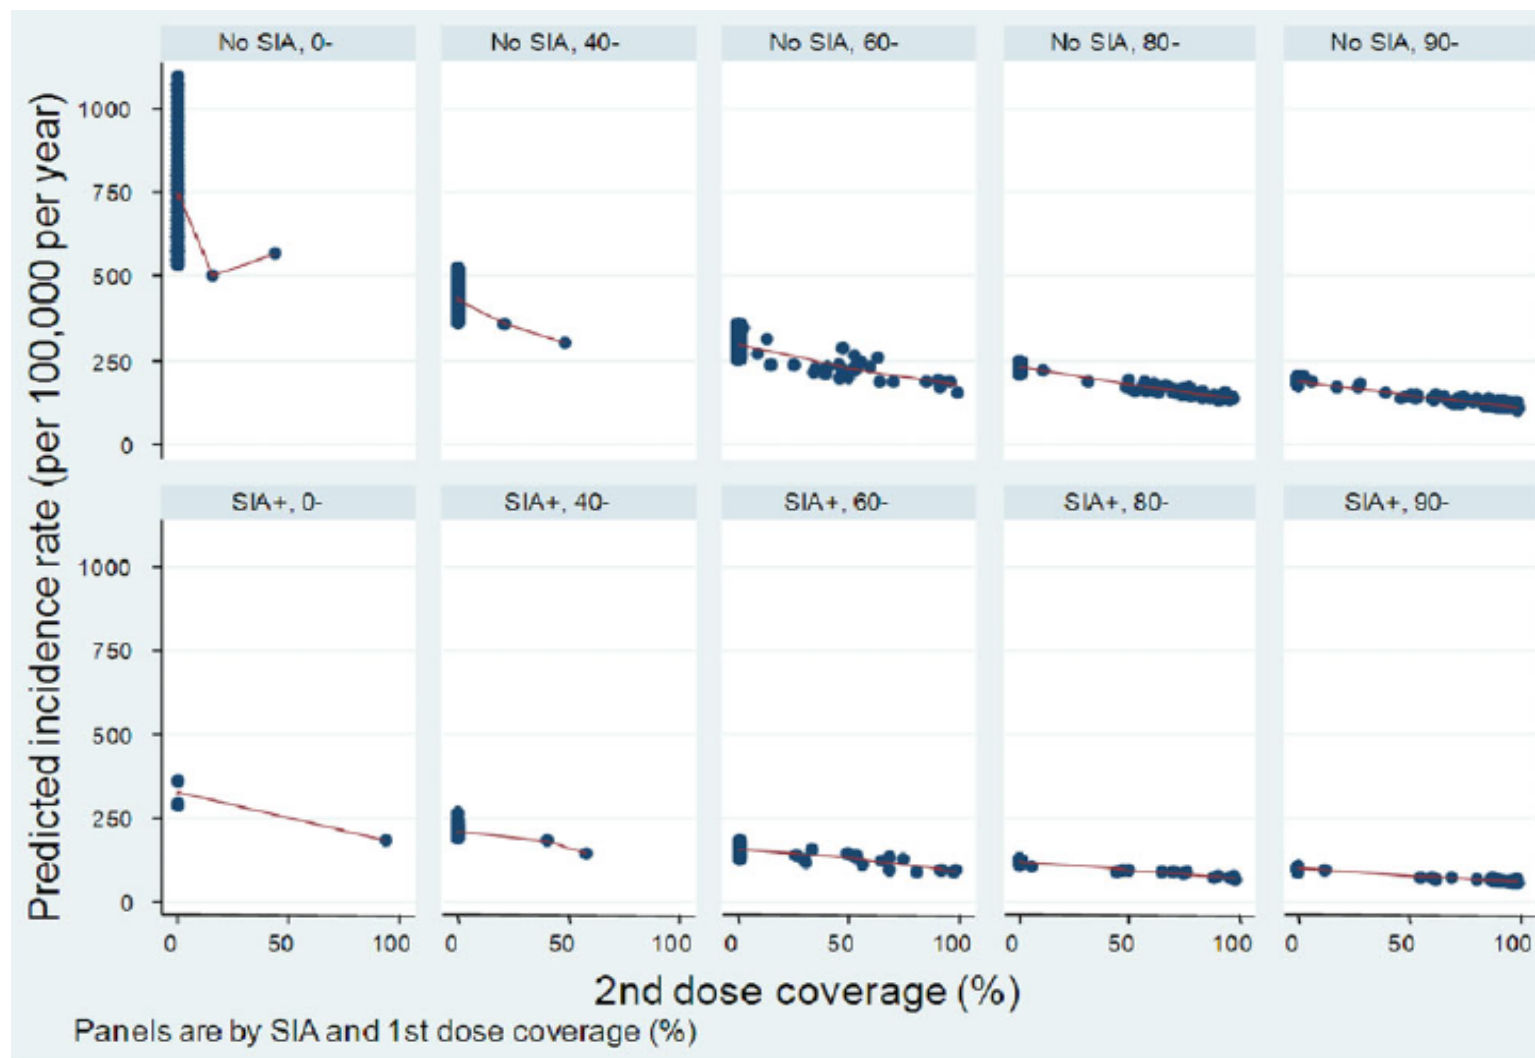 Predicted incidence rate (per 100,000 per year)
No SIA, 0-
No SIA, 40-
No SIA, 60-
No SIA, 80-
No SIA, 90-
1000
750
500
250
0
SIA+, 0-
SIA+, 40-
SIA+, 60-
SIA+, 80-
SIA+, 90-
1000
750
500
250
0
0 50 100
0 50 100
0 50 100
0 50 100
0 50 100
2nd dose coverage (%)
Panels are by SIA and 1st dose coverage (%)